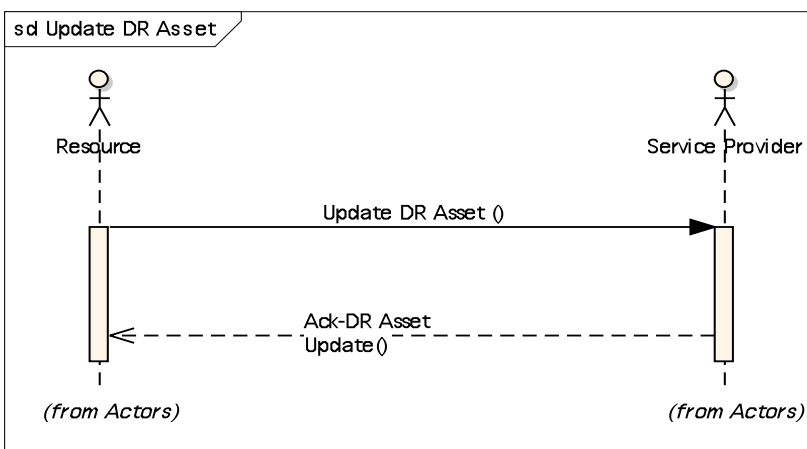 sd Update DR Asset
Resource
Service Provider
Update DR Asset ()
Ack-DR Asset
Update()
(from Actors)
(from Actors)